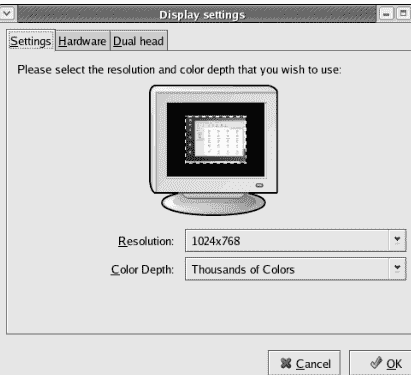 Display settings
Settings Hardware Dual head
Please select the resolution and color depth that you wish to use:
Resolution: 1024x768
Color Depth: Thousands of Colors
Cancel OK